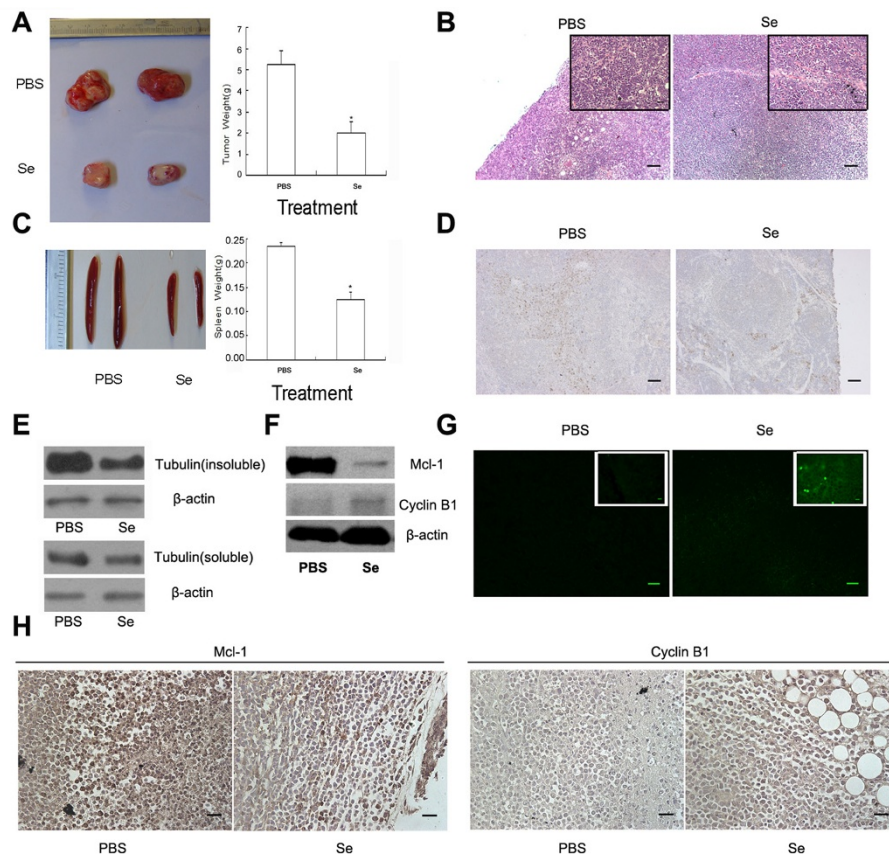 A
PBS
Se
Tumor Weight(g)
7
6
5
4
3
2
1
0
PBS
Se
*
Treatment
B
PBS
Se
C
PBS
Se
Spleen Weight(g)
0.25
0.20
0.15
0.10
0.05
0.00
PBS
Se
*
Treatment
D
PBS
Se
E
Tubulin(insoluble)
β-actin
PBS
Se
Tubulin(soluble)
β-actin
PBS
Se
F
Mcl-1
Cyclin B1
β-actin
PBS
Se
G
PBS
Se
H
Mcl-1
Cyclin B1
PBS
Se
PBS
Se